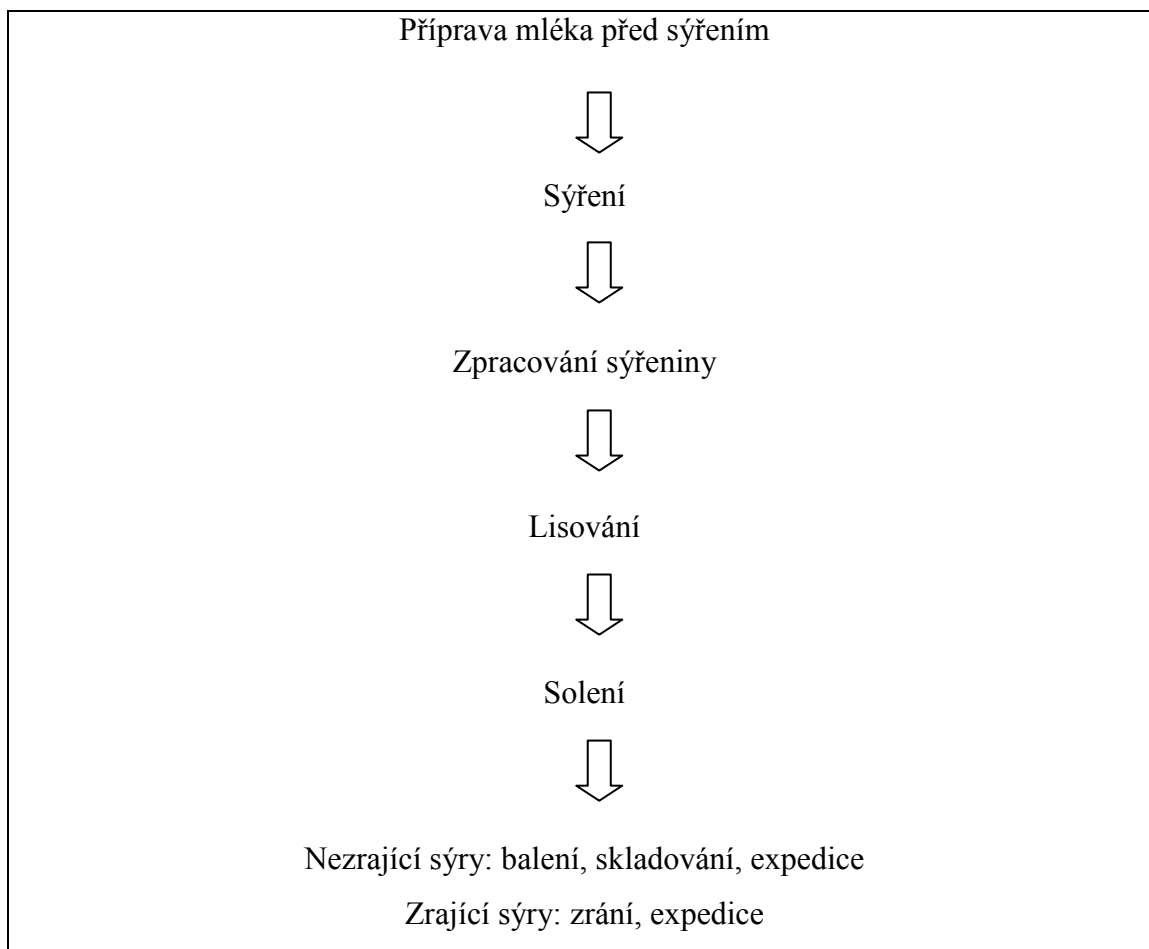 Příprava mléka před sýřením
Sýření
Zpracování sýřeniny
Lisování
Solení
Nezrající sýry: balení, skladování, expedice
Zrající sýry: zrání, expedice